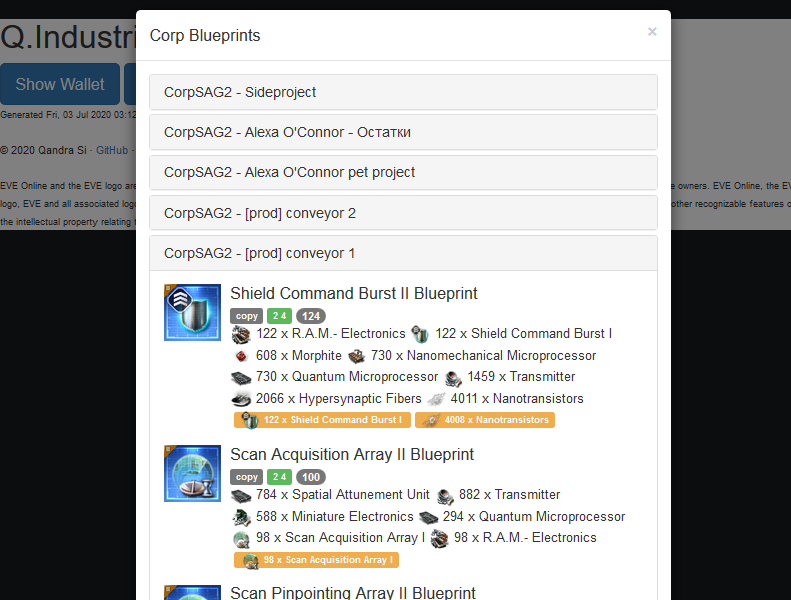 Q.Industri
Corp Blueprints
×
Show Wallet
Generated Fri, 03 Jul 2020 03:12
© 2020 Qandra Si · GitHub ·
EVE Online and the EVE logo are
e owners. EVE Online, the EV
logo, EVE and all associated logo
other recognizable features o
the intellectual property relating t
CorpSAG2 - Sideproject
CorpSAG2 - Alexa O'Connor - Остатки
CorpSAG2 - Alexa O'Connor pet project
CorpSAG2 - [prod] conveyor 2
CorpSAG2 - [prod] conveyor 1
Shield Command Burst II Blueprint
copy 2 4 124
122 x R.A.M.- Electronics 122 x Shield Command Burst I
608 x Morphite 730 x Nanomechanical Microprocessor
730 x Quantum Microprocessor 1459 x Transmitter
2066 x Hypersynaptic Fibers 4011 x Nanotransistors
122 x Shield Command Burst I 4008 x Nanotransistors
Scan Acquisition Array II Blueprint
copy 2 4 100
784 x Spatial Attunement Unit 882 x Transmitter
588 x Miniature Electronics 294 x Quantum Microprocessor
98 x Scan Acquisition Array I 98 x R.A.M.- Electronics
98 x Scan Acquisition Array I
Scan Pinpointing Array II Blueprint